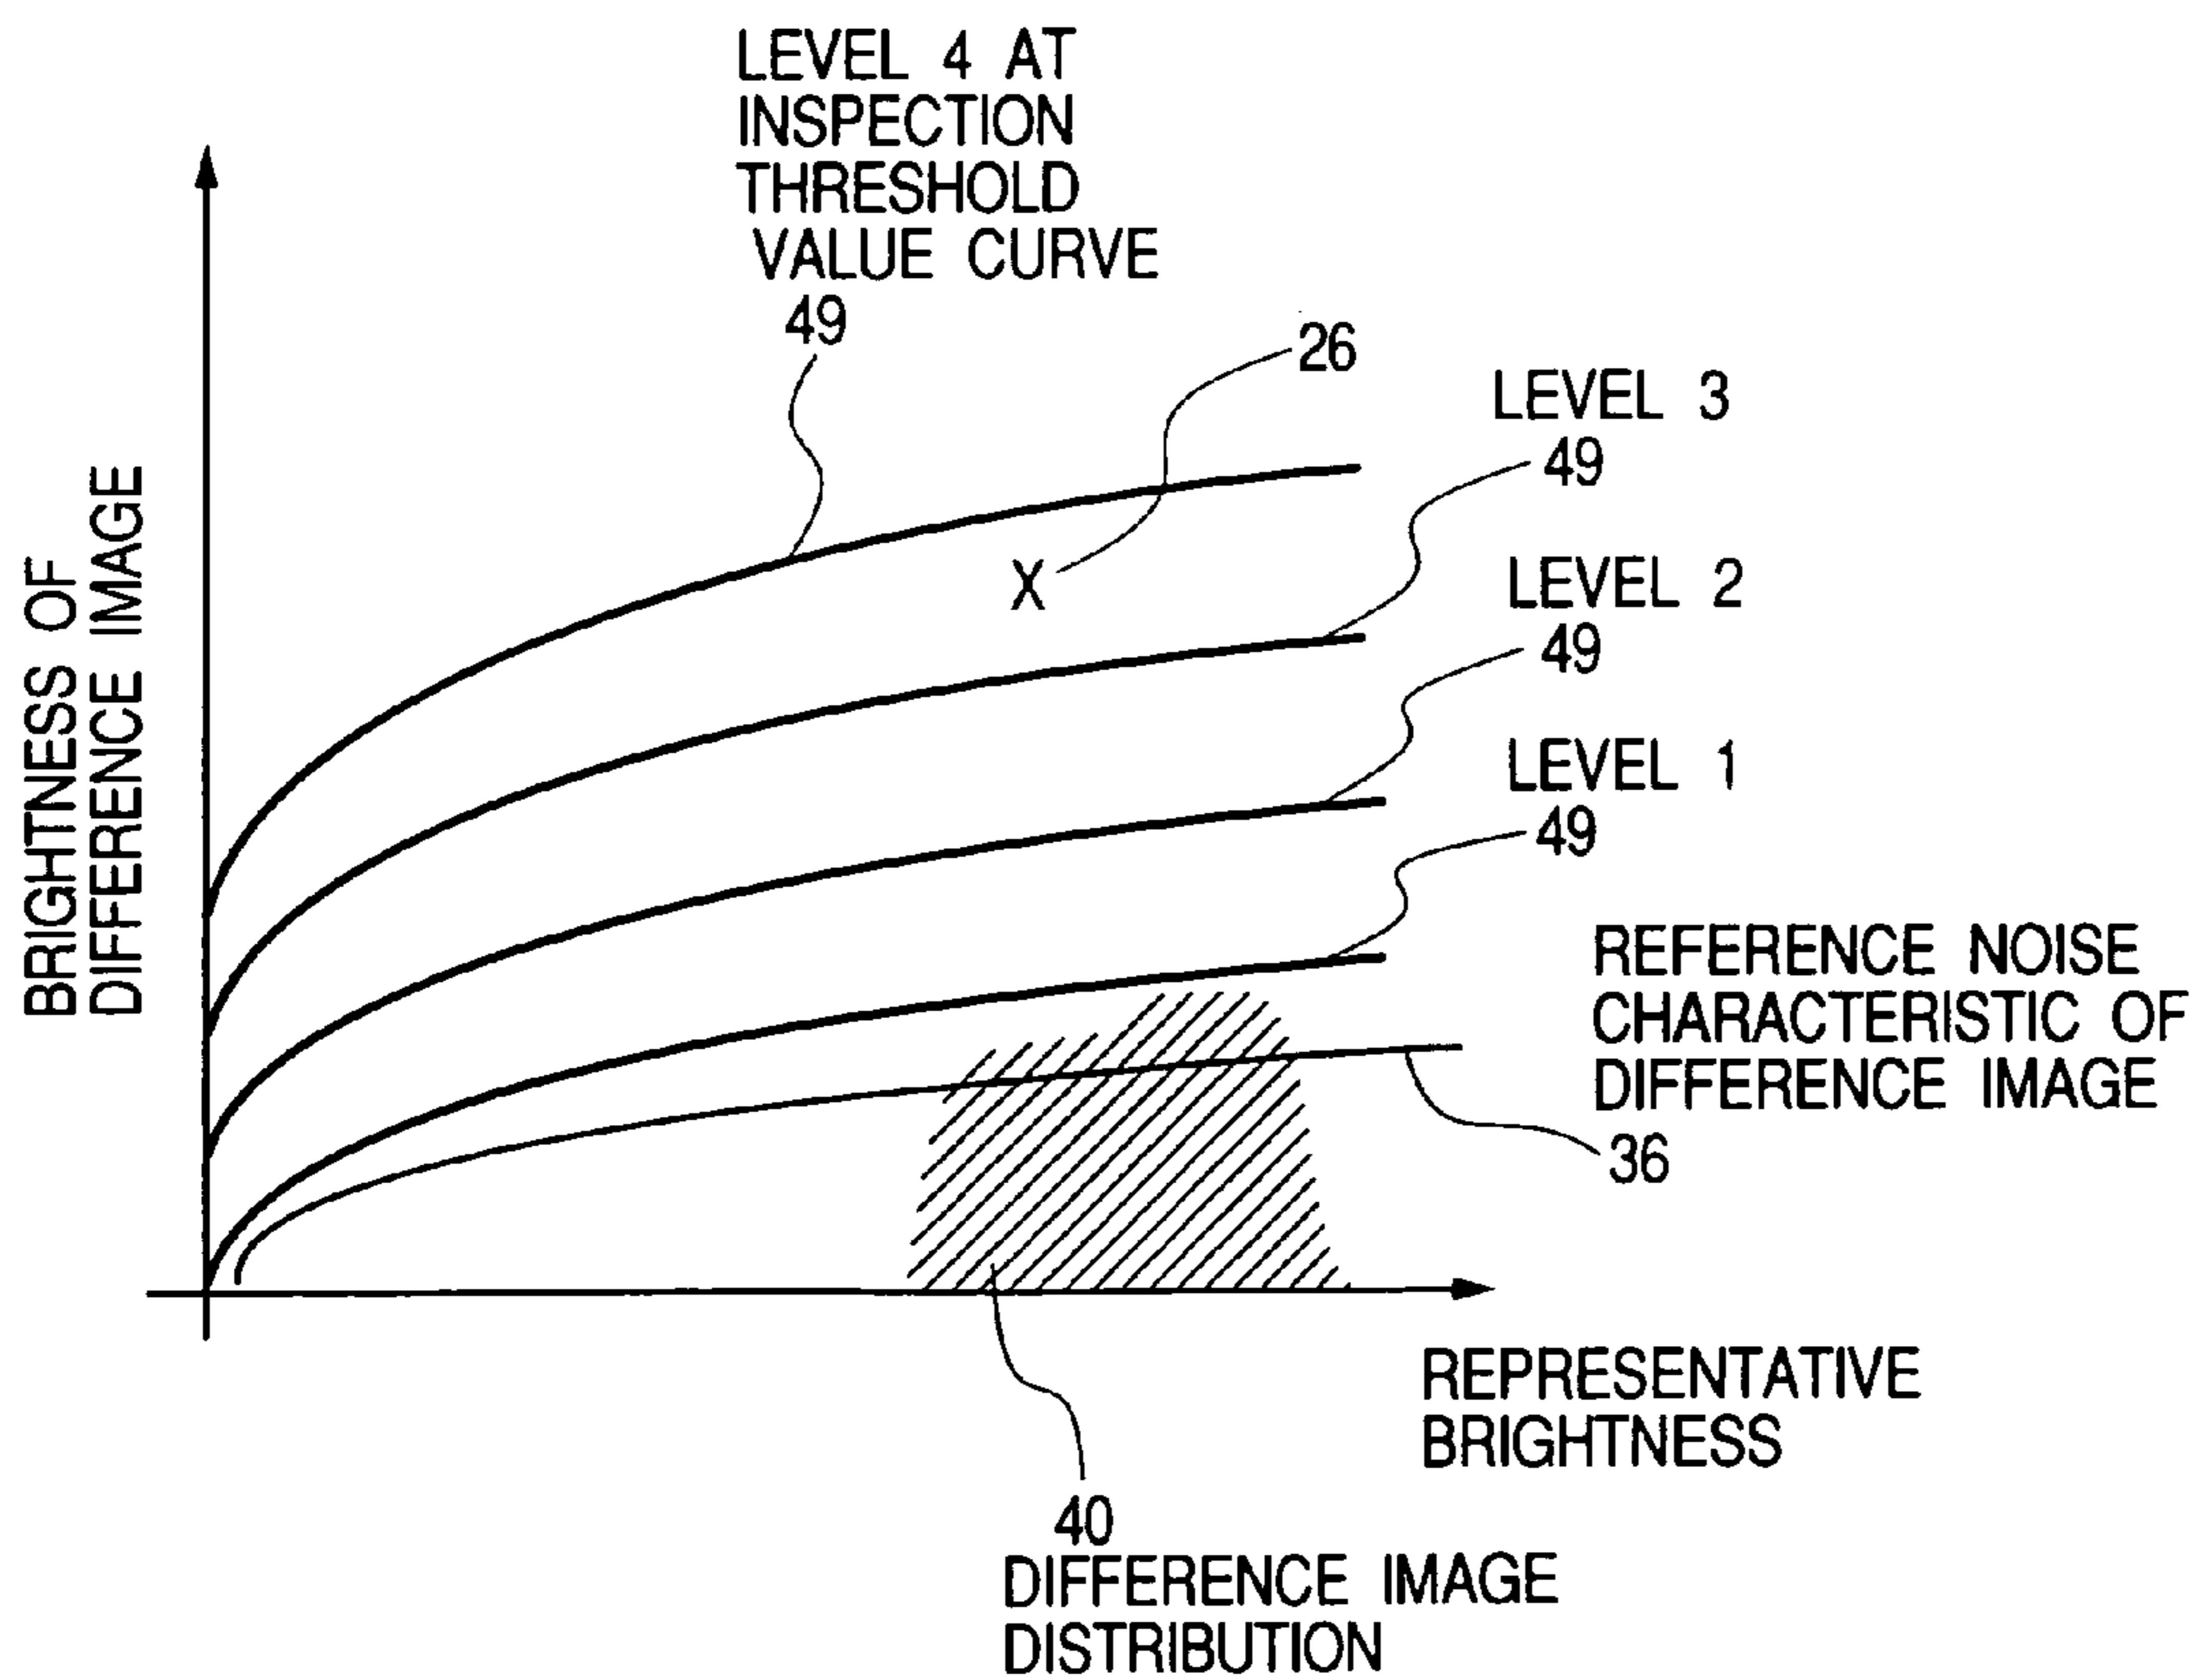 LEVEL 4 AT
INSPECTION
THRESHOLD
VALUE CURVE
49
26
LEVEL 3
49
LEVEL 2
49
LEVEL 1
49
BRIGHTNESS OF
DIFFERENCE IMAGE
X
REFERENCE NOISE
CHARACTERISTIC OF
DIFFERENCE IMAGE
36
REPRESENTATIVE
BRIGHTNESS
40
DIFFERENCE IMAGE
DISTRIBUTION